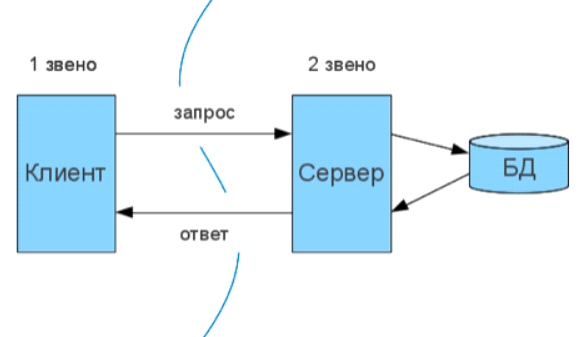 1 звено
2 звено
запрос
Клиент
Сервер
БД
ответ